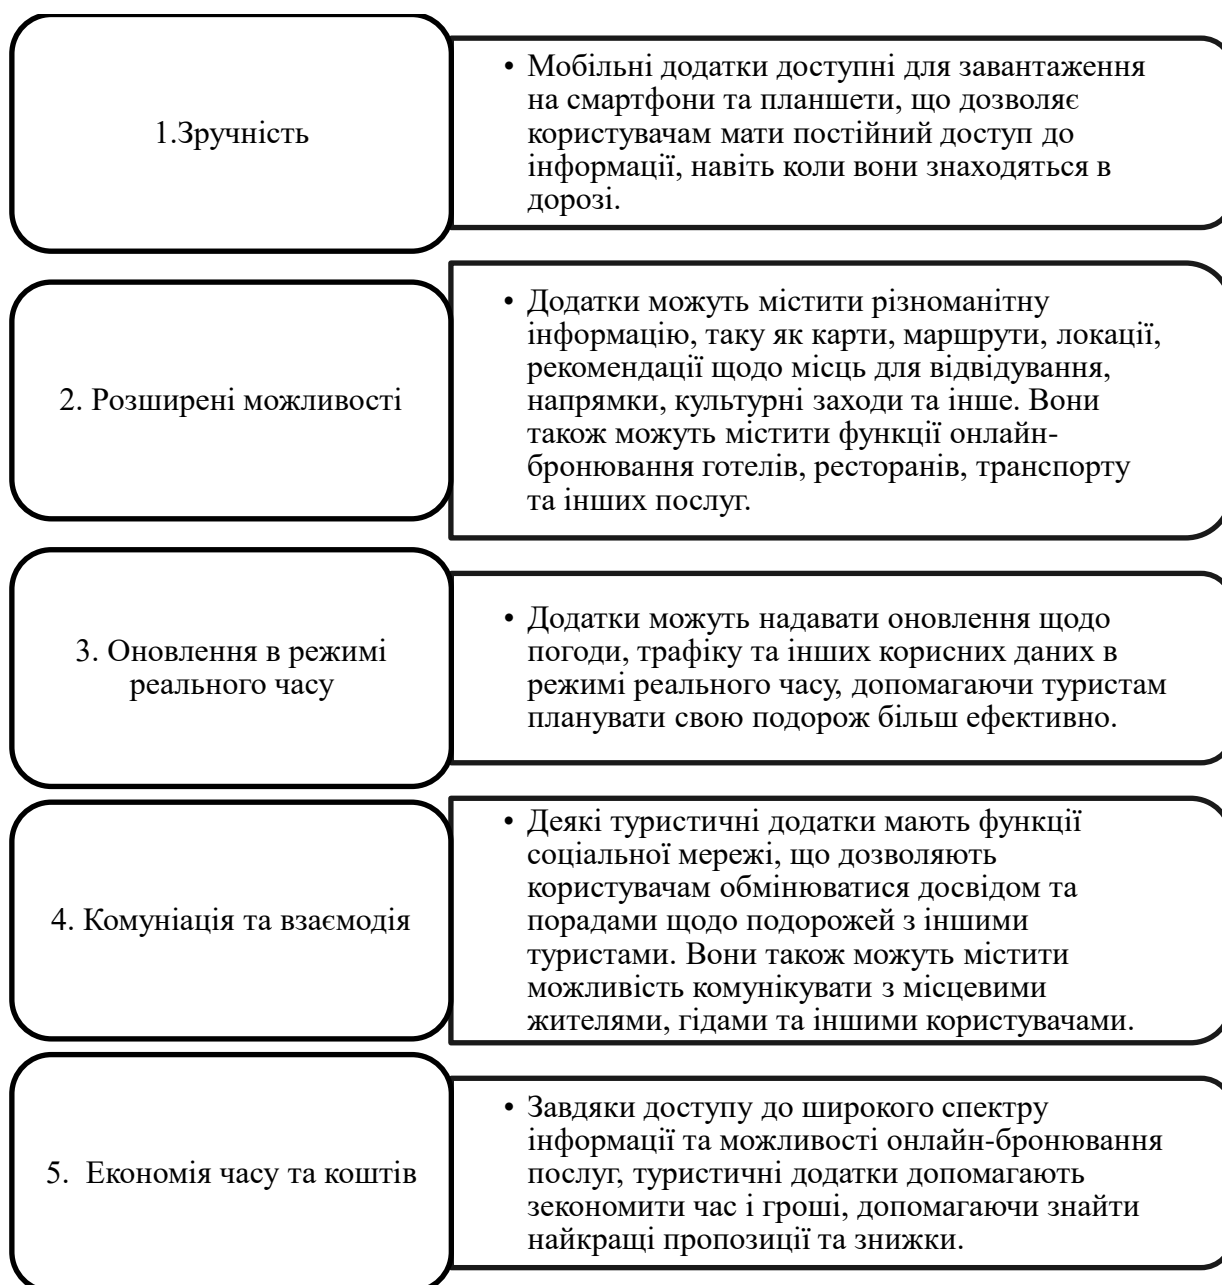 1.Зручність
• Мобільні додатки доступні для завантаження
на смартфони та планшети, що дозволяє
користувачам мати постійний доступ до
інформації, навіть коли вони знаходяться в
дорозі.
2. Розширені можливості
• Додатки можуть містити різноманітну
інформацію, таку як карти, маршрути, локації,
рекомендації щодо місць для відвідування,
напрямки, культурні заходи та інше. Вони
також можуть містити функції онлайн-
бронювання готелів, ресторанів, транспорту
та інших послуг.
3. Оновлення в режимі
реального часу
• Додатки можуть надавати оновлення щодо
погоди, трафіку та інших корисних даних в
режимі реального часу, допомагаючи туристам
планувати свою подорож більш ефективно.
4. Комуніація та взаємодія
• Деякі туристичні додатки мають функції
соціальної мережі, що дозволяють
користувачам обмінюватися досвідом та
порадами щодо подорожей з іншими
туристами. Вони також можуть містити
можливість комунікувати з місцевими
жителями, гідами та іншими користувачами.
5. Економія часу та коштів
• Завдяки доступу до широкого спектру
інформації та можливості онлайн-бронювання
послуг, туристичні додатки допомагають
зекономити час і гроші, допомагаючи знайти
найкращі пропозиції та знижки.